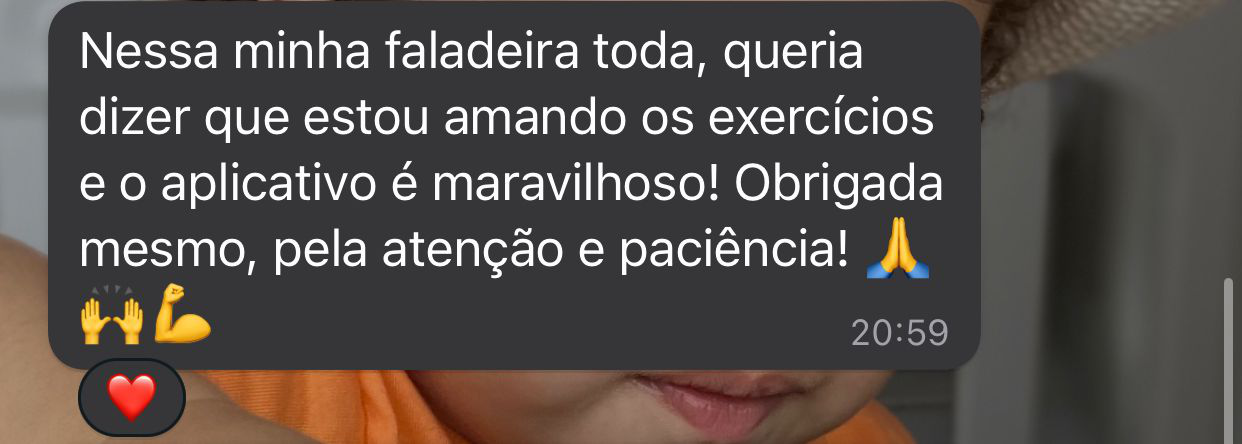 Nessa minha faladeira toda, queria
dizer que estou amando os exercícios
e o aplicativo é maravilhoso! Obrigada
mesmo, pela atenção e paciência! 🙏
🙌💪
20:59
❤️